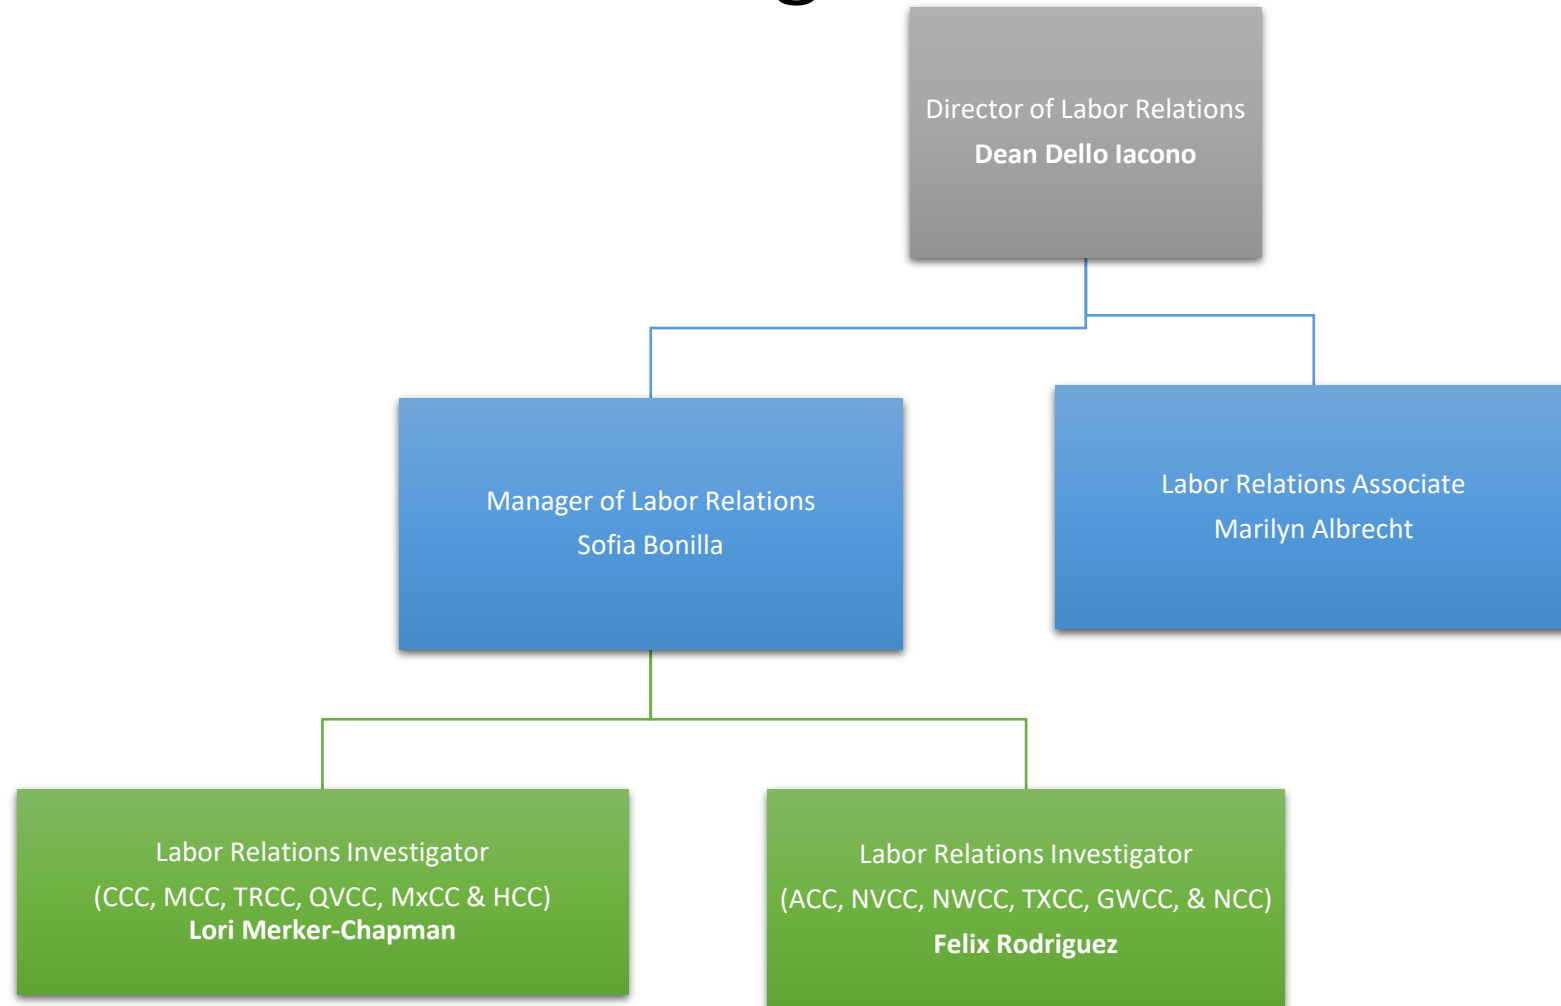 Director of Labor Relations
Dean Dello Iacono
Manager of Labor Relations
Sofia Bonilla
Labor Relations Associate
Marilyn Albrecht
Labor Relations Investigator
(CCC, MCC, TRCC, QVCC, MxCC & HCC)
Lori Merker-Chapman
Labor Relations Investigator
(ACC, NVCC, NWCC, TXCC, GWCC, & NCC)
Felix Rodriguez